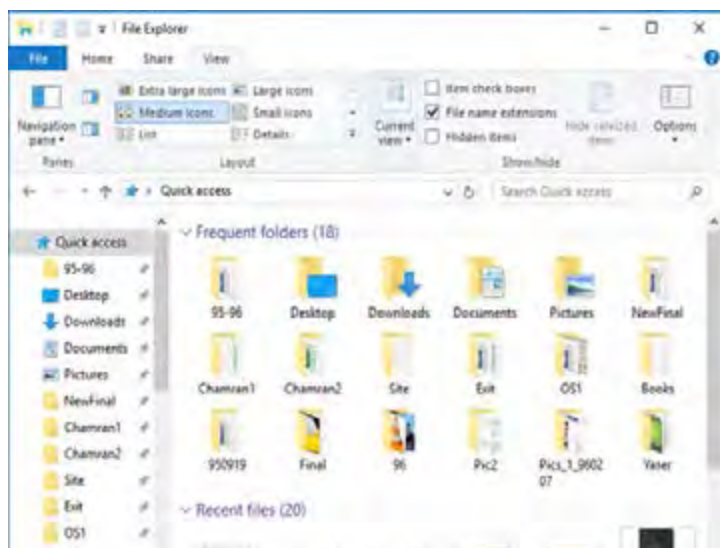 File Explorer
File Home Share View
Navigation pane
Extra large icons Large icons
Medium icons Small icons
List Details
Current view
Item check boxes
File name extensions
Hidden items
Hide selected items
Options
Panes Layout Show/hide
Quick access Search Quick access
Quick access
95-96
Desktop
Downloads
Documents
Pictures
NewFinal
Chamran1
Chamran2
Site
Exit
OS1
Frequent folders (18)
95-96 Desktop Downloads Documents Pictures NewFinal
Chamran1 Chamran2 Site Exit OS1 Books
950919 Final 96 Pic2 Pics_1_960207 Yaser
Recent files (20)